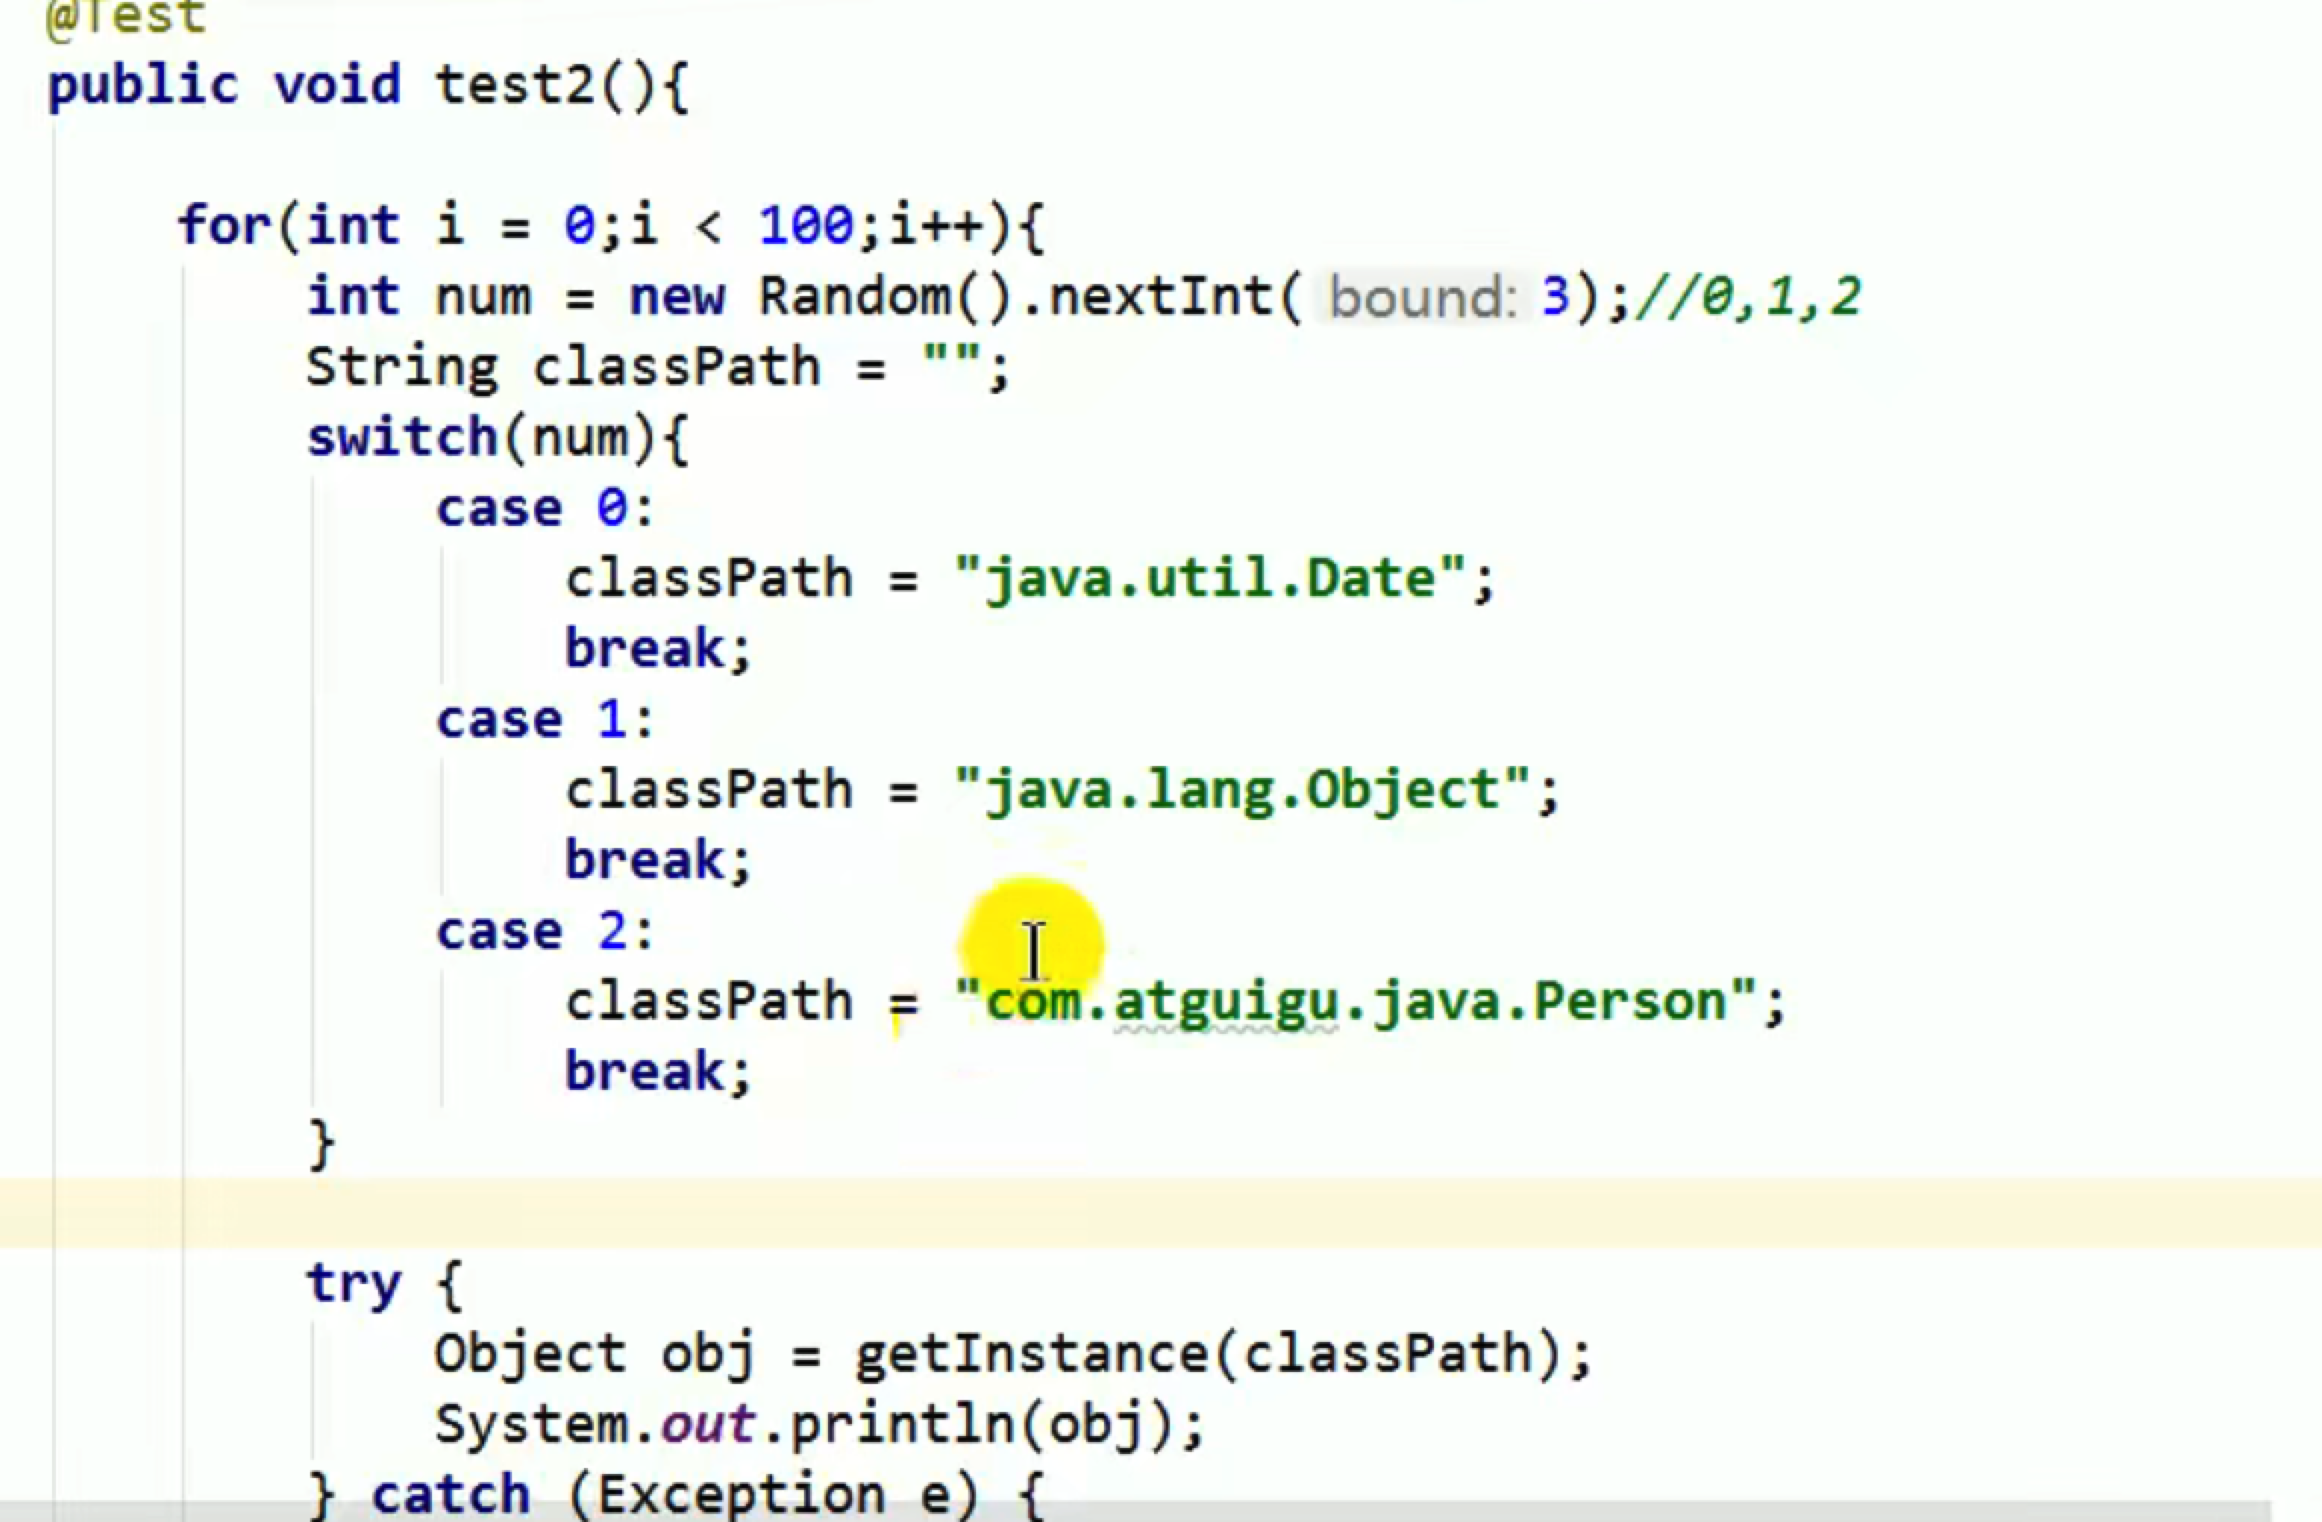 @Test
public void test2(){
for(int i = 0;i < 100;i++){
int num = new Random().nextInt( bound: 3);//0,1,2
String classPath = "";
switch(num){
case 0:
classPath = "java.util.Date";
break;
case 1:
classPath = "java.lang.Object";
break;
case 2:
classPath = "com.atguigu.java.Person";
break;
}
try {
Object obj = getInstance(classPath);
System.out.println(obj);
} catch (Exception e) {